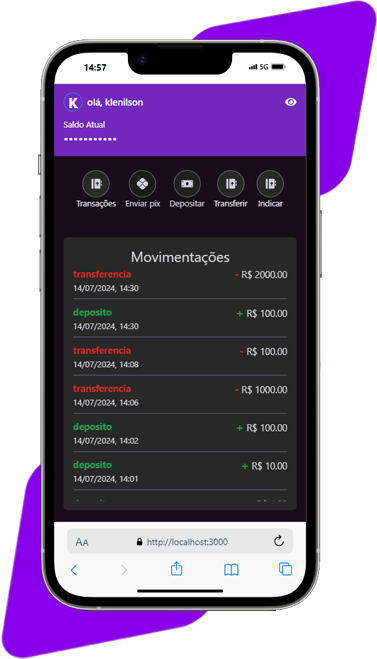 14:57
5G
K
olá, klenilson
Saldo Atual
•••••••••••
Transações
Enviar pix
Depositar
Transferir
Indicar
Movimentações
transferencia
- R$ 2000.00
14/07/2024, 14:30
deposito
+ R$ 100.00
14/07/2024, 14:30
transferencia
- R$ 100.00
14/07/2024, 14:08
transferencia
- R$ 1000.00
14/07/2024, 14:06
deposito
+ R$ 100.00
14/07/2024, 14:02
deposito
+ R$ 10.00
14/07/2024, 14:01
AA
http://localhost:3000